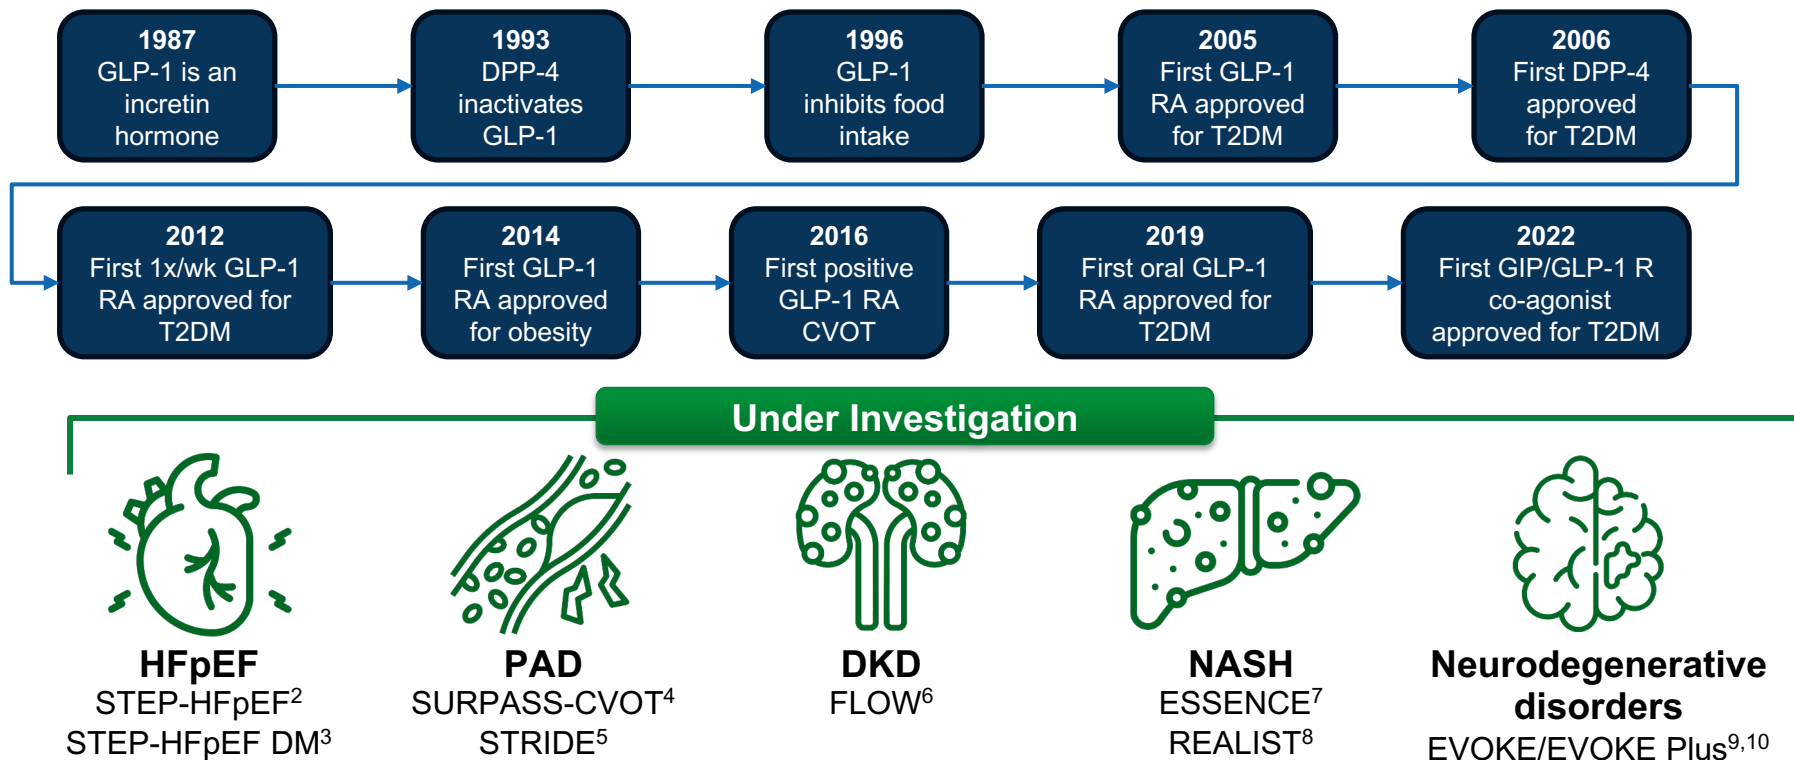 1987
GLP-1 is an
incretin
hormone
1993
DPP-4
inactivates
GLP-1
1996
GLP-1
inhibits food
intake
2005
First GLP-1
RA approved
for T2DM
2006
First DPP-4
approved
for T2DM
2012
First 1x/wk GLP-1
RA approved for
T2DM
2014
First GLP-1
RA approved
for obesity
2016
First positive
GLP-1 RA
CVOT
2019
First oral GLP-1
RA approved for
T2DM
2022
First GIP/GLP-1 R
co-agonist
approved for T2DM
Under Investigation
HFpEF
STEP-HFpEF²
STEP-HFpEF DM³
PAD
SURPASS-CVOT⁴
STRIDE⁵
DKD
FLOW⁶
NASH
ESSENCE⁷
REALIST⁸
Neurodegenerative
disorders
EVOKE/EVOKE Plus⁹,¹⁰